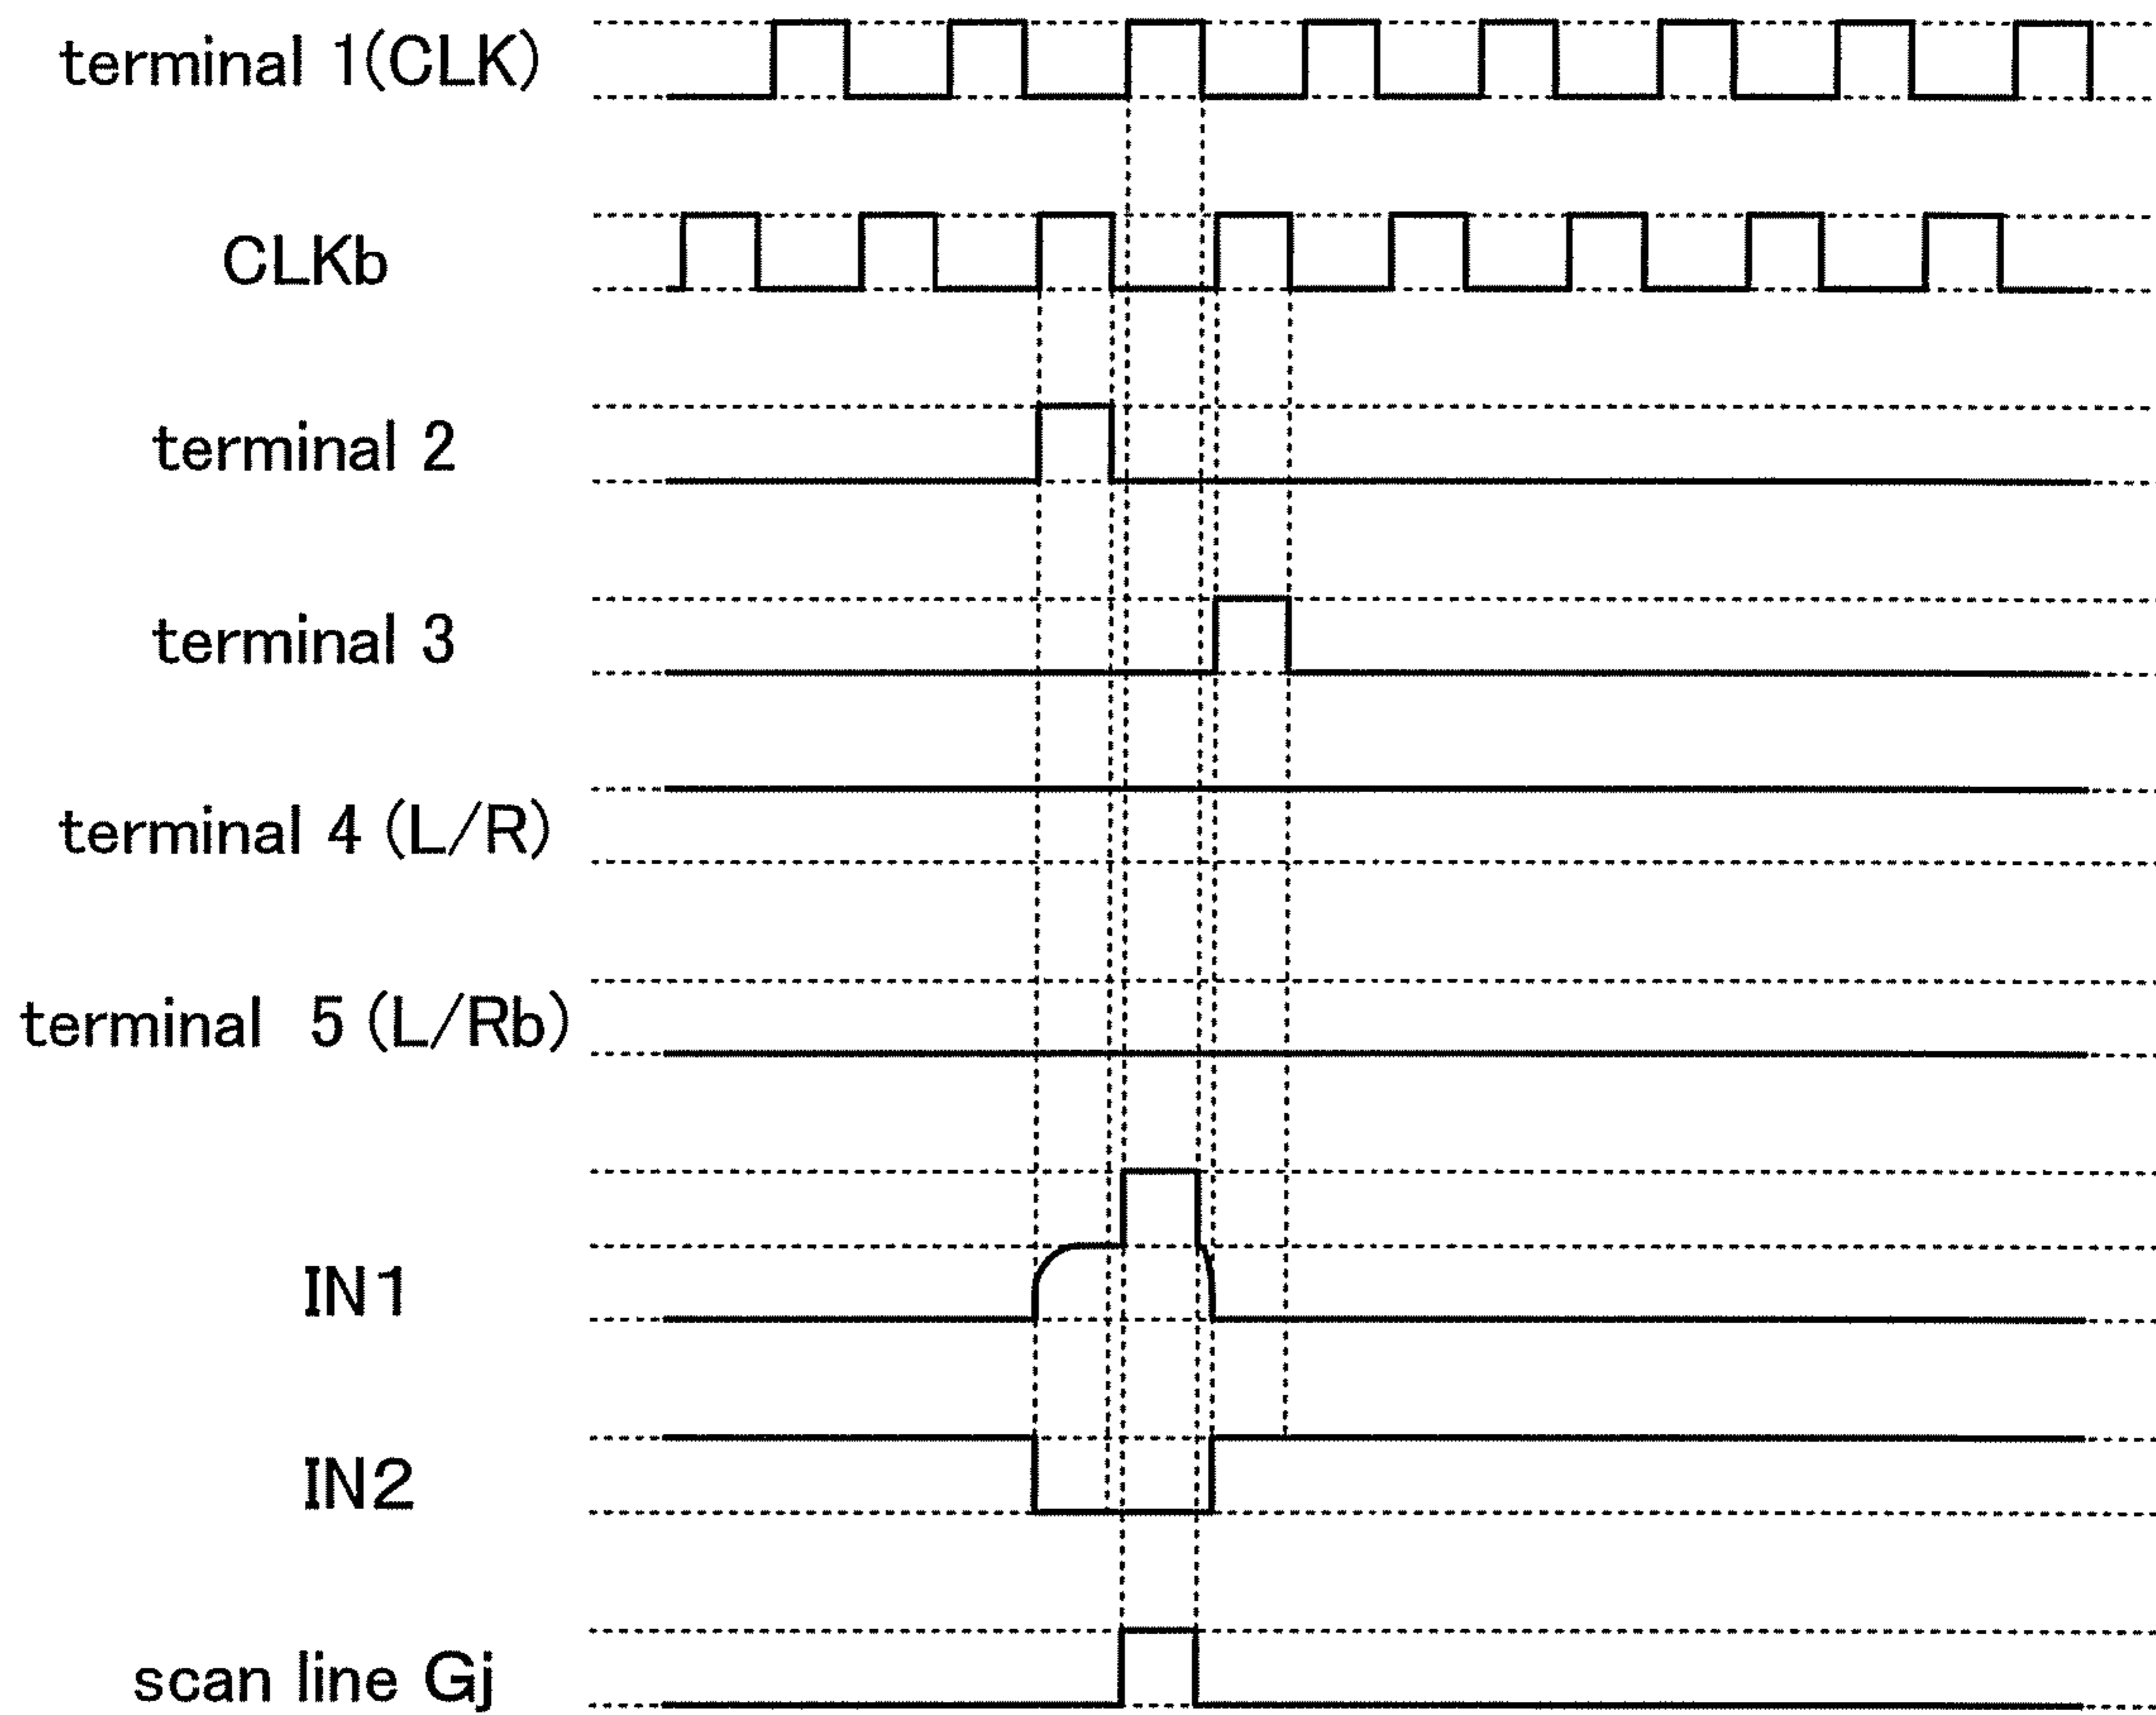 terminal 1(CLK)
CLKb
terminal 2
terminal 3
terminal 4 (L/R)
terminal 5 (L/Rb)
IN1
IN2
scan line Gj